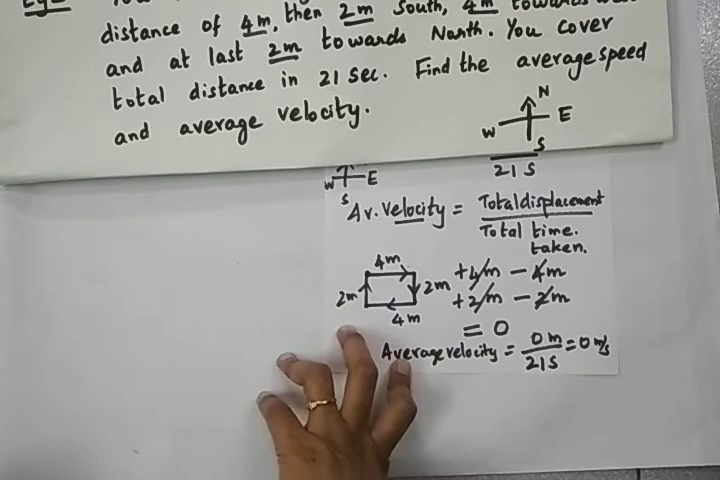 distance of 4m, then 2m South, 4m towards
and at last 2m towards North. You cover
total distance in 21 sec. Find the average speed
and average velocity.
N
W E
S
21 S
W E
S
Av. velocity = Total displacement
Total time.
taken.
4m
2m 2m
4m
+4m - 4m
+2m - 2m
= 0
Average velocity = 0 m
21 S
= 0 m/s